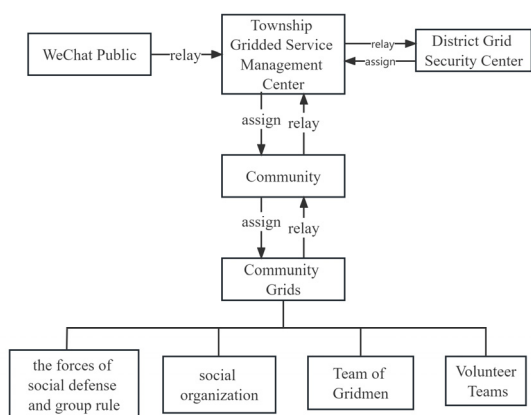 Township
Gridded Service
Management
Center
WeChat Public
relay
relay
assign
District Grid
Security Center
assign
relay
Community
assign
relay
Community
Grids
the forces of
social defense
and group rule
social
organization
Team of
Gridmen
Volunteer
Teams